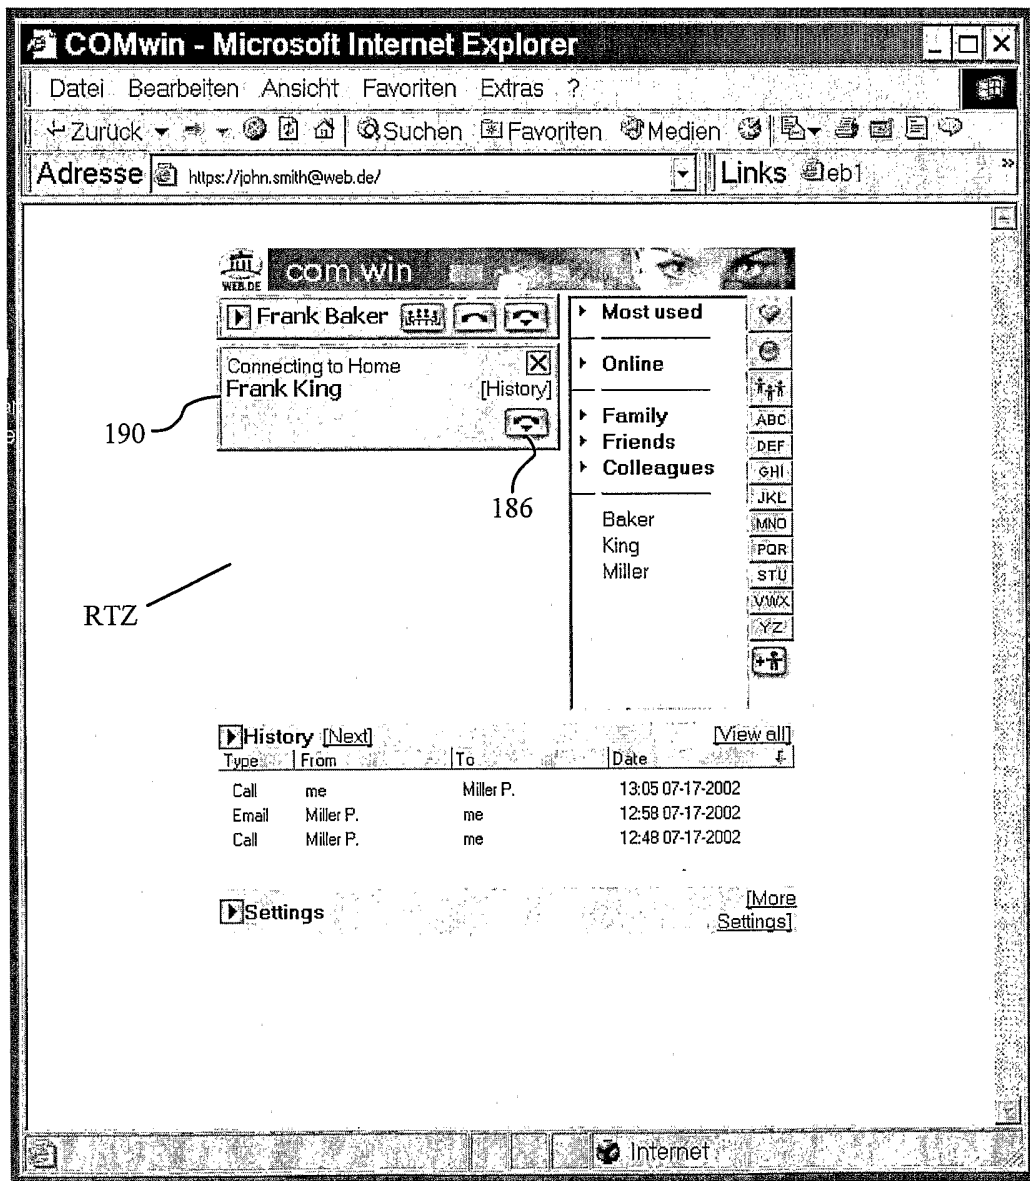 COMwin - Microsoft Internet Explorer
Datei Bearbeiten Ansicht Favoriten Extras ?
Zurück Suchen Favoriten Medien
Adresse https://john.smith@web.de/ Links eb1 »
WEB.DE com.win
Frank Baker
Connecting to Home
Frank King [History]
190
186
RTZ
Most used
Online
Family
Friends
Colleagues
Baker
King
Miller
ABC
DEF
GHI
JKL
MNO
PQR
STU
VWX
YZ
History [Next] [View all]
Type From To Date
Call me Miller P. 13:05 07-17-2002
Email Miller P. me 12:58 07-17-2002
Call Miller P. me 12:48 07-17-2002
Settings [More
Settings]
Internet